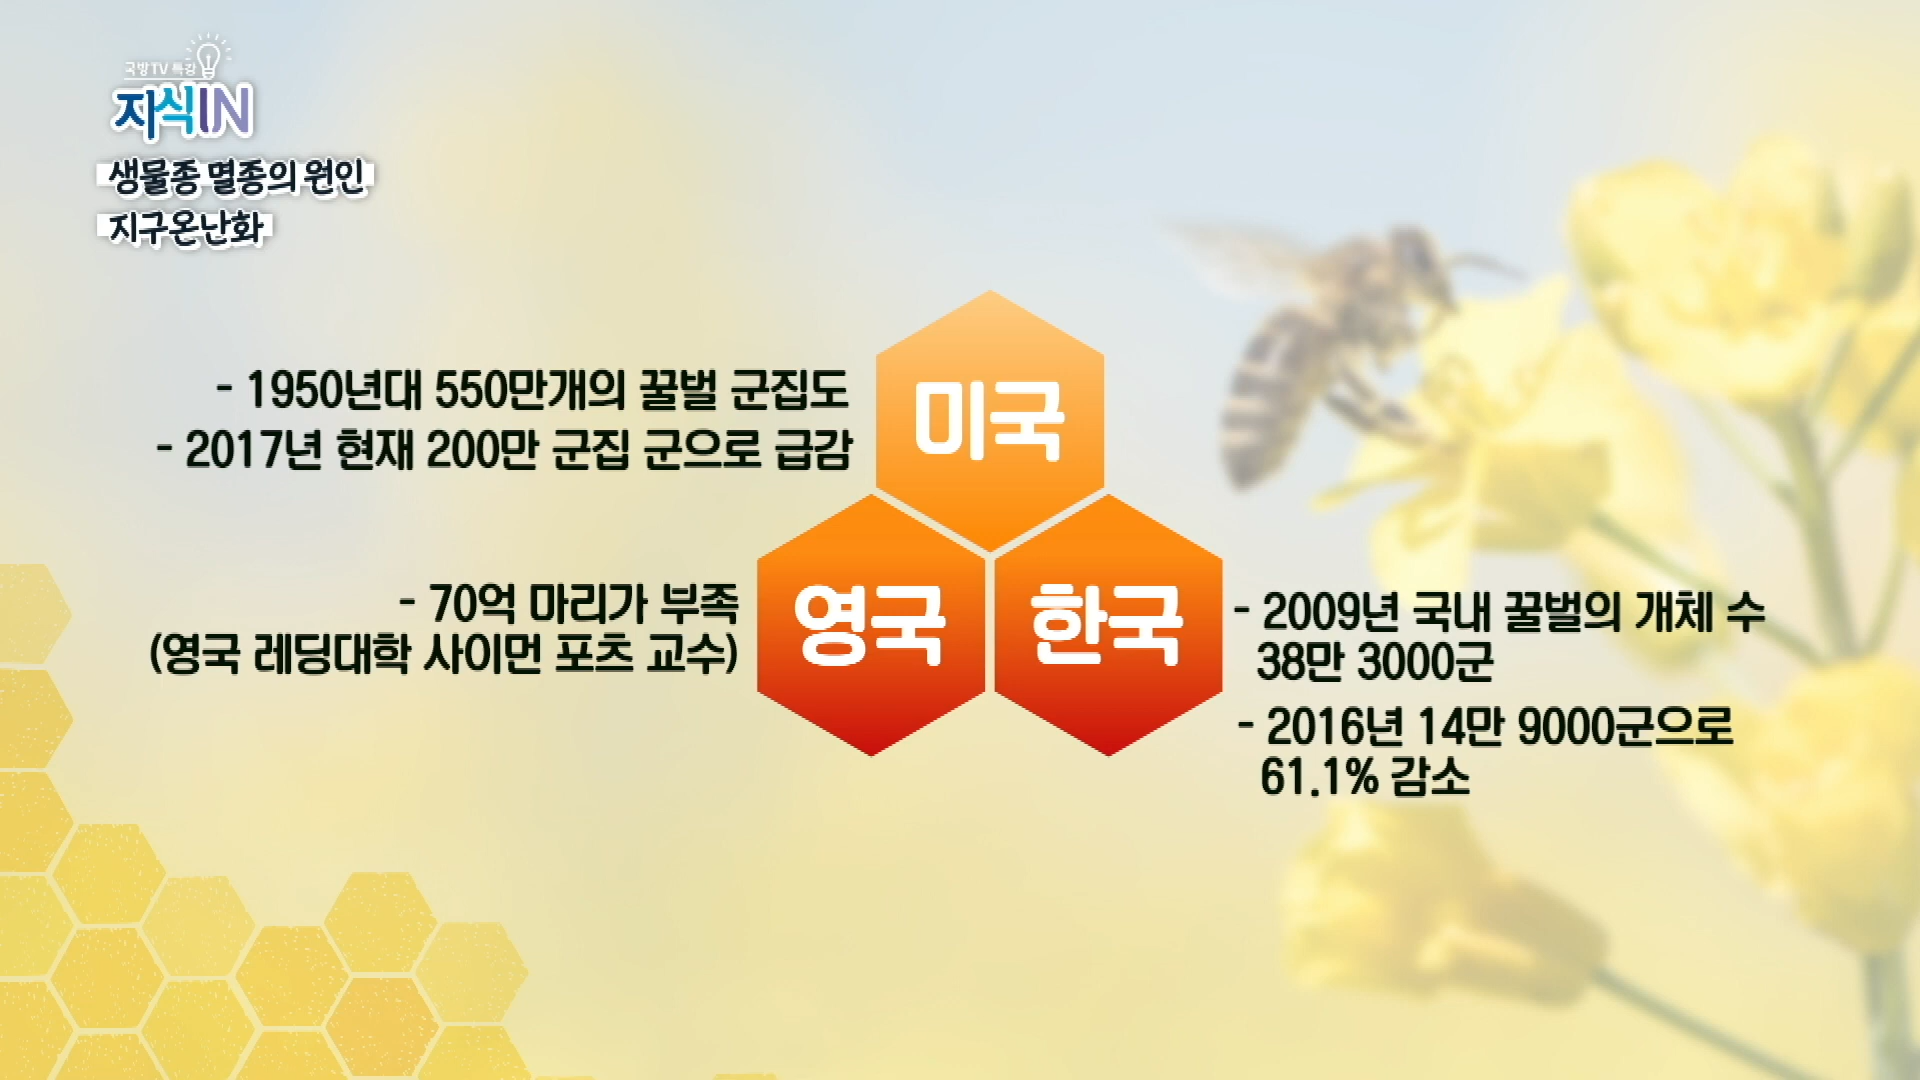 국방TV 특강
지식IN
생물종 멸종의 원인
지구온난화
- 1950년대 550만개의 꿀벌 군집도
- 2017년 현재 200만 군집 군으로 급감
미국
- 70억 마리가 부족
(영국 레딩대학 사이먼 포츠 교수)
영국
한국
- 2009년 국내 꿀벌의 개체 수
38만 3000군
- 2016년 14만 9000군으로
61.1% 감소